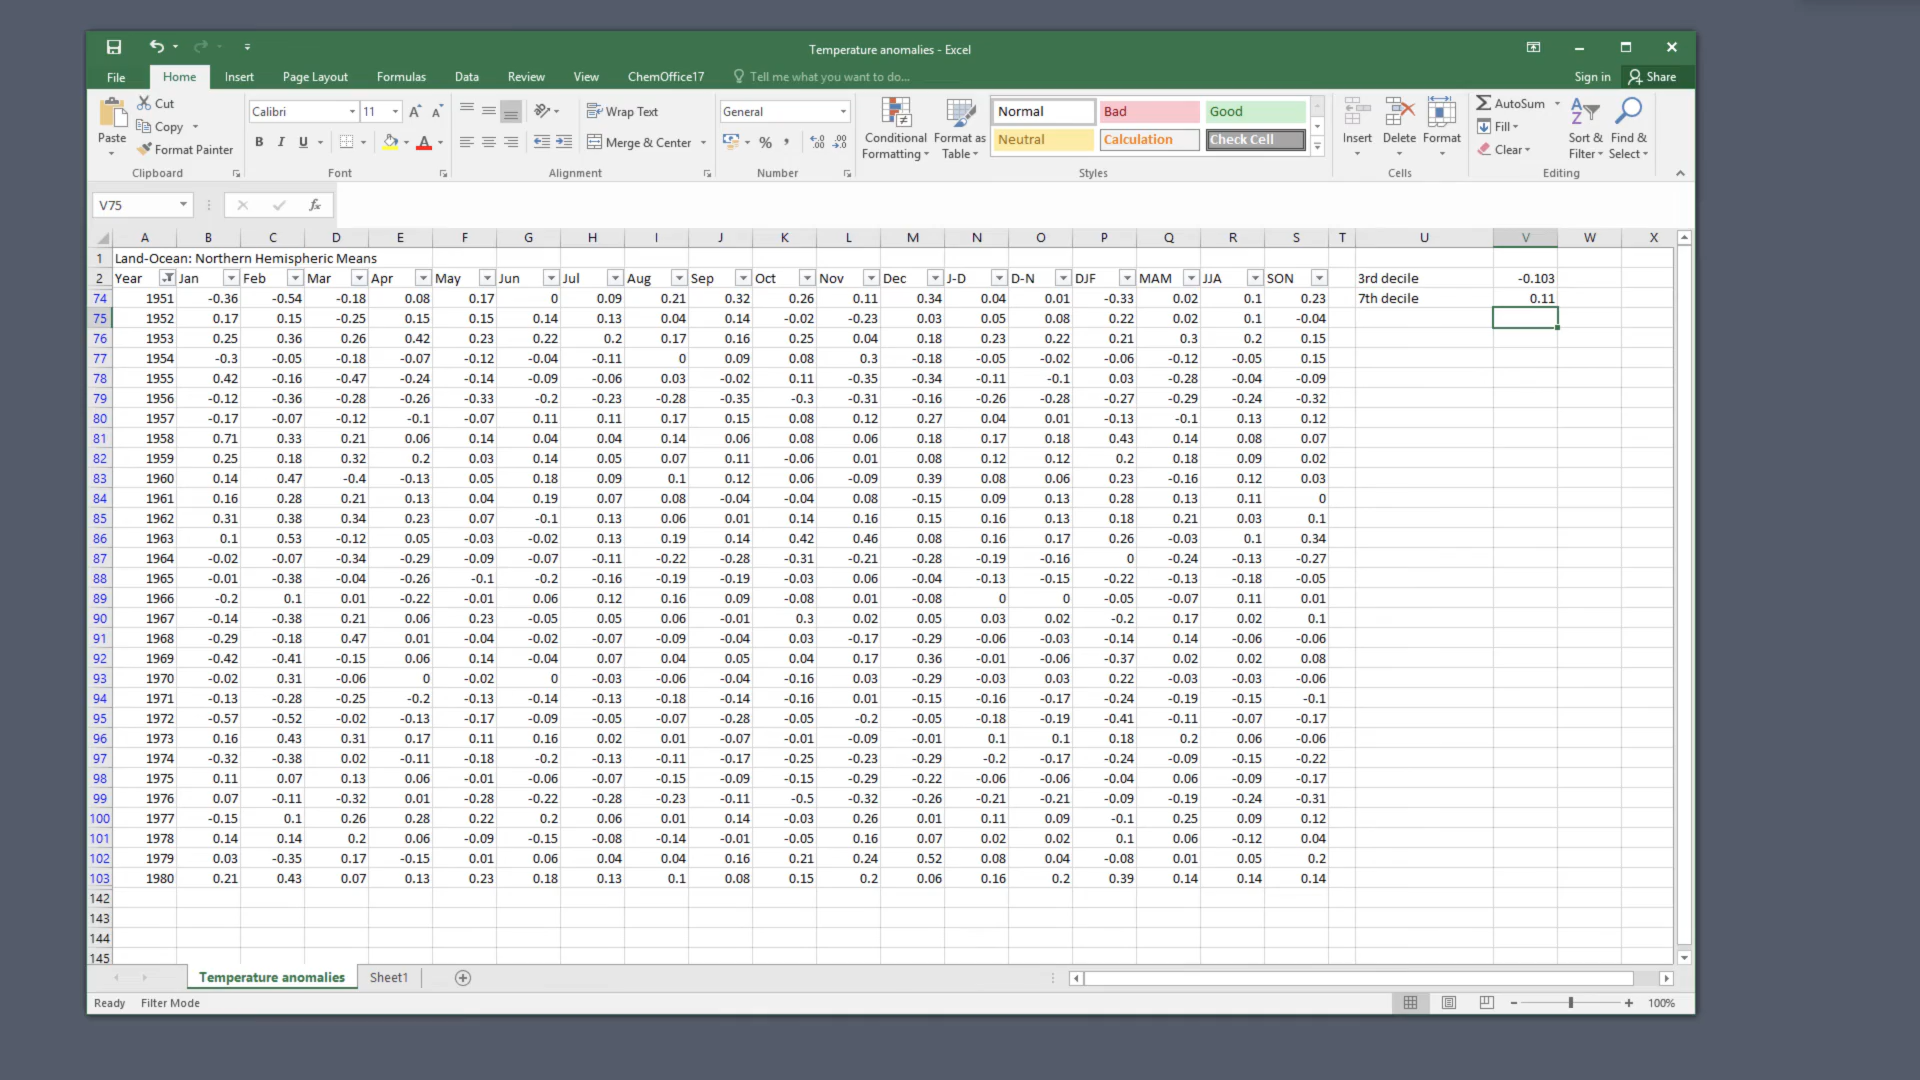 Temperature anomalies - Excel
File Home Insert Page Layout Formulas Data Review View ChemOffice17 Tell me what you want to do... Sign in Share
Paste Cut Copy Format Painter Clipboard
Calibri 11 B I U A Font
Wrap Text Merge & Center Alignment
General % , .00 Number
Conditional Formatting Format as Table
Normal Bad Good
Neutral Calculation Check Cell
Styles
Insert Delete Format Cells
AutoSum Fill Clear Sort & Filter Find & Select Editing
V75 fx
A B C D E F G H I J K L M N O P Q R S T U V W X
1 Land-Ocean: Northern Hemispheric Means
2 Year Jan Feb Mar Apr May Jun Jul Aug Sep Oct Nov Dec J-D D-N DJF MAM JJA SON 3rd decile -0.103
74 1951 -0.36 -0.54 -0.18 0.08 0.17 0 0.09 0.21 0.32 0.26 0.11 0.34 0.04 0.01 -0.33 0.02 0.1 0.23 7th decile 0.11
75 1952 0.17 0.15 -0.25 0.15 0.15 0.14 0.13 0.04 0.14 -0.02 -0.23 0.03 0.05 0.08 0.22 0.02 0.1 -0.04
76 1953 0.25 0.36 0.26 0.42 0.23 0.22 0.2 0.17 0.16 0.25 0.04 0.18 0.23 0.22 0.21 0.3 0.2 0.15
77 1954 -0.3 -0.05 -0.18 -0.07 -0.12 -0.04 -0.11 0 0.09 0.08 0.3 -0.18 -0.05 -0.02 -0.06 -0.12 -0.05 0.15
78 1955 0.42 -0.16 -0.47 -0.24 -0.14 -0.09 -0.06 0.03 -0.02 0.11 -0.35 -0.34 -0.11 -0.1 0.03 -0.28 -0.04 -0.09
79 1956 -0.12 -0.36 -0.28 -0.26 -0.33 -0.2 -0.23 -0.28 -0.35 -0.3 -0.31 -0.16 -0.26 -0.28 -0.27 -0.29 -0.24 -0.32
80 1957 -0.17 -0.07 -0.12 -0.1 -0.07 0.11 0.11 0.17 0.15 0.08 0.12 0.27 0.04 0.01 -0.13 -0.1 0.13 0.12
81 1958 0.71 0.33 0.21 0.06 0.14 0.04 0.04 0.14 0.06 0.08 0.06 0.18 0.17 0.18 0.43 0.14 0.08 0.07
82 1959 0.25 0.18 0.32 0.2 0.03 0.14 0.05 0.07 0.11 -0.06 0.01 0.08 0.12 0.12 0.2 0.18 0.09 0.02
83 1960 0.14 0.47 -0.4 -0.13 0.05 0.18 0.09 0.1 0.12 0.06 -0.09 0.39 0.08 0.06 0.23 -0.16 0.12 0.03
84 1961 0.16 0.28 0.21 0.13 0.04 0.19 0.07 0.08 -0.04 -0.04 0.08 -0.15 0.09 0.13 0.28 0.13 0.11 0
85 1962 0.31 0.38 0.34 0.23 0.07 -0.1 0.13 0.06 0.01 0.14 0.16 0.15 0.16 0.13 0.18 0.21 0.03 0.1
86 1963 0.1 0.53 -0.12 0.05 -0.03 -0.02 0.13 0.19 0.14 0.42 0.46 0.08 0.16 0.17 0.26 -0.03 0.1 0.34
87 1964 -0.02 -0.07 -0.34 -0.29 -0.09 -0.07 -0.11 -0.22 -0.28 -0.31 -0.21 -0.28 -0.19 -0.16 0 -0.24 -0.13 -0.27
88 1965 -0.01 -0.38 -0.04 -0.26 -0.1 -0.2 -0.16 -0.19 -0.19 -0.03 0.06 -0.04 -0.13 -0.15 -0.22 -0.13 -0.18 -0.05
89 1966 -0.2 0.1 0.01 -0.22 -0.01 0.06 0.12 0.16 0.09 -0.08 0.01 -0.08 0 0 -0.05 -0.07 0.11 0.01
90 1967 -0.14 -0.38 0.21 0.06 0.23 -0.05 0.05 0.06 -0.01 0.3 0.02 0.05 0.03 0.02 -0.2 0.17 0.02 0.1
91 1968 -0.29 -0.18 0.47 0.01 -0.04 -0.02 -0.07 -0.09 -0.04 0.03 -0.17 -0.29 -0.06 -0.03 -0.14 0.14 -0.06 -0.06
92 1969 -0.42 -0.41 -0.15 0.06 0.14 -0.04 0.07 0.04 0.05 0.04 0.17 0.36 -0.01 -0.06 -0.37 0.02 0.02 0.08
93 1970 -0.02 0.31 -0.06 0 -0.02 0 -0.03 -0.06 -0.04 -0.16 0.03 -0.29 -0.03 0.03 0.22 -0.03 -0.03 -0.06
94 1971 -0.13 -0.28 -0.25 -0.2 -0.13 -0.14 -0.13 -0.18 -0.14 -0.16 0.01 -0.15 -0.16 -0.17 -0.24 -0.19 -0.15 -0.1
95 1972 -0.57 -0.52 -0.02 -0.13 -0.17 -0.09 -0.05 -0.07 -0.28 -0.05 -0.2 -0.05 -0.18 -0.19 -0.41 -0.11 -0.07 -0.17
96 1973 0.16 0.43 0.31 0.17 0.11 0.16 0.02 0.01 -0.07 -0.01 -0.09 -0.01 0.1 0.1 0.18 0.2 0.06 -0.06
97 1974 -0.32 -0.38 0.02 -0.11 -0.18 -0.2 -0.13 -0.11 -0.17 -0.25 -0.23 -0.29 -0.2 -0.17 -0.24 -0.09 -0.15 -0.22
98 1975 0.11 0.07 0.13 0.06 -0.01 -0.06 -0.07 -0.15 -0.09 -0.15 -0.29 -0.22 -0.06 -0.06 -0.04 0.06 -0.09 -0.17
99 1976 0.07 -0.11 -0.32 0.01 -0.28 -0.22 -0.28 -0.23 -0.11 -0.5 -0.32 -0.26 -0.21 -0.21 -0.09 -0.19 -0.24 -0.31
100 1977 -0.15 0.1 0.26 0.28 0.22 0.2 0.06 0.01 0.14 -0.03 0.26 0.01 0.11 0.09 -0.1 0.25 0.09 0.12
101 1978 0.14 0.14 0.2 0.06 -0.09 -0.15 -0.08 -0.14 -0.01 -0.05 0.16 0.07 0.02 0.02 0.1 0.06 -0.12 0.04
102 1979 0.03 -0.35 0.17 -0.15 0.01 0.06 0.04 0.04 0.16 0.21 0.24 0.52 0.08 0.04 -0.08 0.01 0.05 0.2
103 1980 0.21 0.43 0.07 0.13 0.23 0.18 0.13 0.1 0.08 0.15 0.2 0.06 0.16 0.2 0.39 0.14 0.14 0.14
142
143
144
145
Temperature anomalies Sheet1
Ready Filter Mode 100%